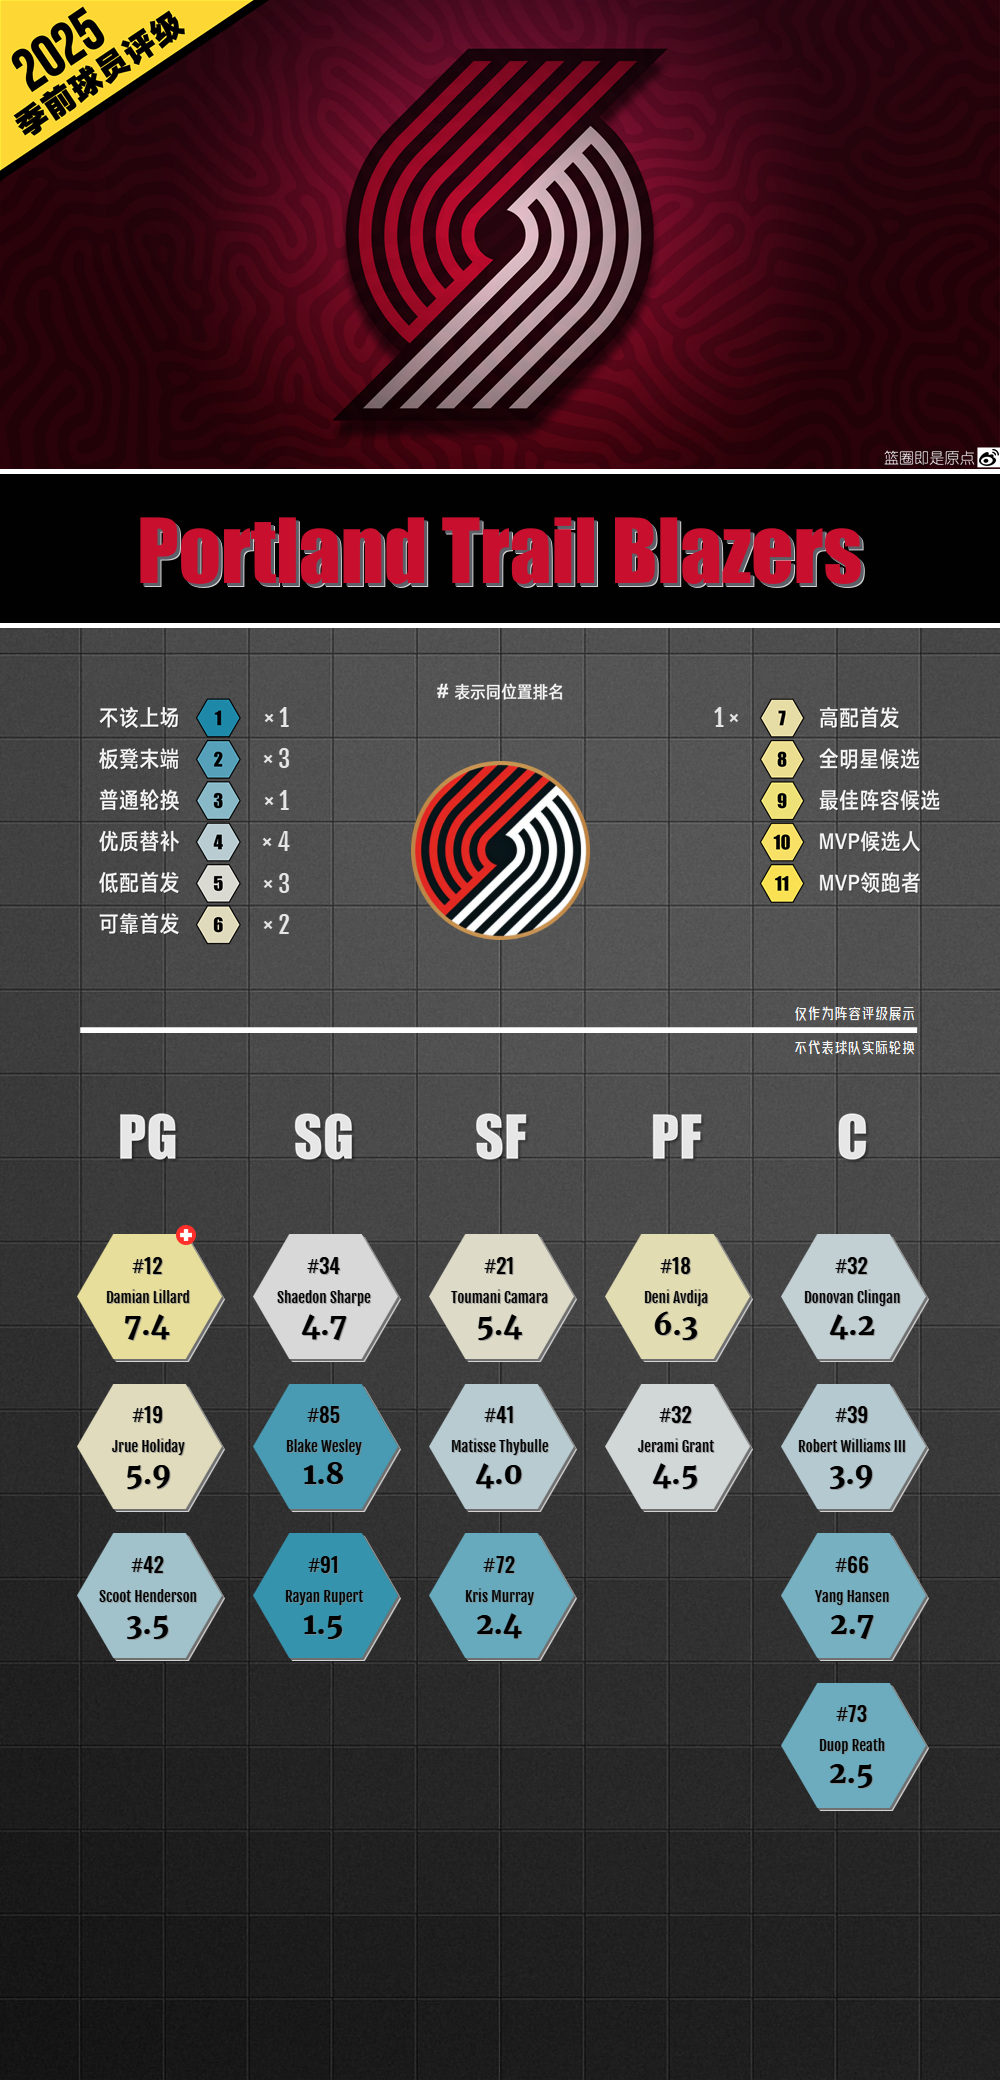 2025
季前球员评级
篮圈即是原点
Portland Trail Blazers
# 表示同位置排名
不该上场 1 ×1
板凳末端 2 ×3
普通轮换 3 ×1
优质替补 4 ×4
低配首发 5 ×3
可靠首发 6 ×2
1× 7 高配首发
8 全明星候选
9 最佳阵容候选
10 MVP候选人
11 MVP领跑者
仅作为阵容评级展示
不代表球队实际轮换
PG SG SF PF C
#12
Damian Lillard
7.4
#34
Shaedon Sharpe
4.7
#21
Toumani Camara
5.4
#18
Deni Avdija
6.3
#32
Donovan Clingan
4.2
#19
Jrue Holiday
5.9
#85
Blake Wesley
1.8
#41
Matisse Thybulle
4.0
#32
Jerami Grant
4.5
#39
Robert Williams III
3.9
#42
Scoot Henderson
3.5
#91
Rayan Rupert
1.5
#72
Kris Murray
2.4
#66
Yang Hansen
2.7
#73
Duop Reath
2.5